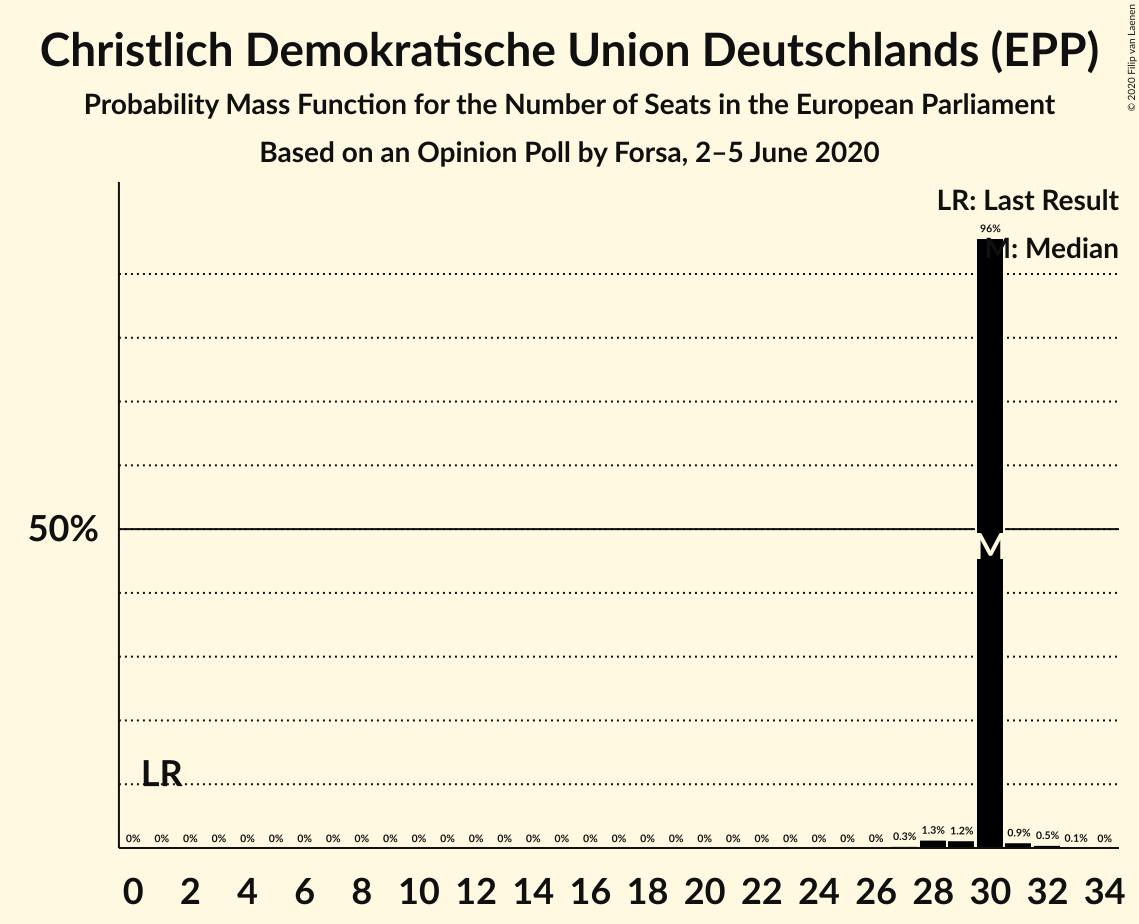 Christlich Demokratische Union Deutschlands (EPP)
Probability Mass Function for the Number of Seats in the European Parliament
Based on an Opinion Poll by Forsa, 2–5 June 2020
© 2020 Filip van Laenen
LR: Last Result
M: Median
96%
50%
M
LR
0% 0% 0% 0% 0% 0% 0% 0% 0% 0% 0% 0% 0% 0% 0% 0% 0% 0% 0% 0% 0% 0% 0% 0% 0% 0% 0% 0.3% 1.3% 1.2% 0.9% 0.5% 0.1% 0%
0 2 4 6 8 10 12 14 16 18 20 22 24 26 28 30 32 34